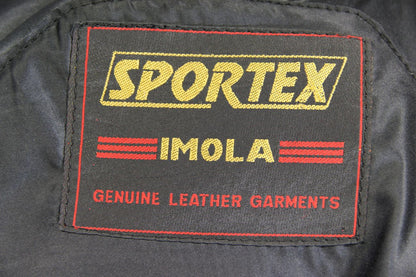 SPORTEX
IMOLA
GENUINE LEATHER GARMENTS